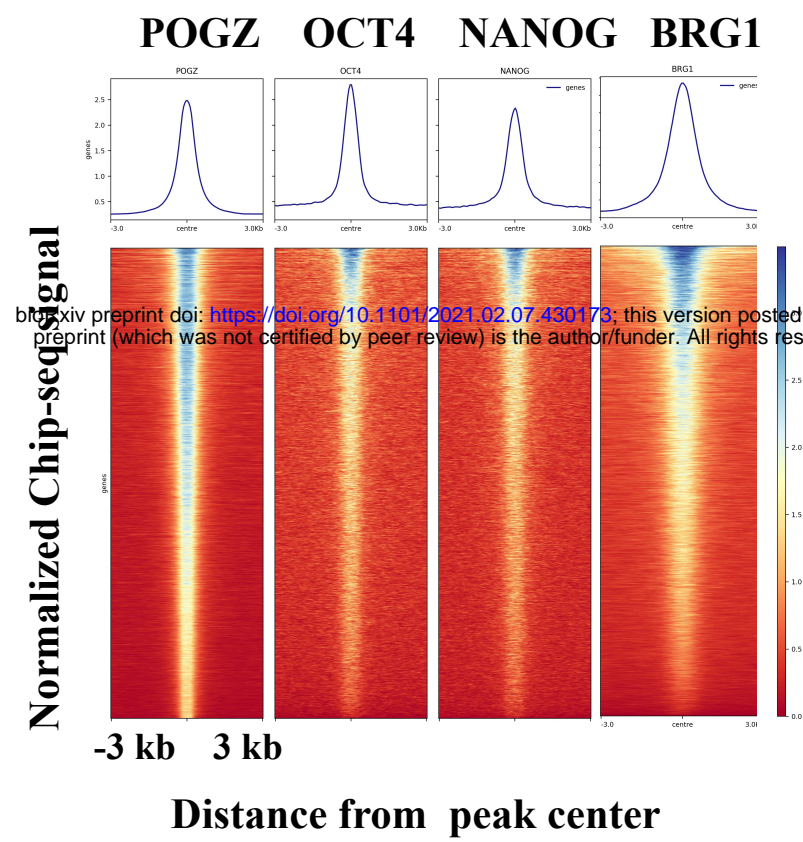 POGZ OCT4 NANOG BRG1
POGZ OCT4 NANOG BRG1
genes genes
2.5
2.0
1.5
1.0
0.5
genes
-3.0 centre 3.0Kb -3.0 centre 3.0Kb -3.0 centre 3.0Kb -3.0 centre
Normalized Chip-seq signal
preprint doi: https://doi.org/10.1101/2021.02.07.430173; this version posted
preprint (which was not certified by peer review) is the author/funder. All rights
genes
2.5
2.0
1.5
1.0
0.5
0.0
-3.0 centre
-3 kb 3 kb
Distance from peak center